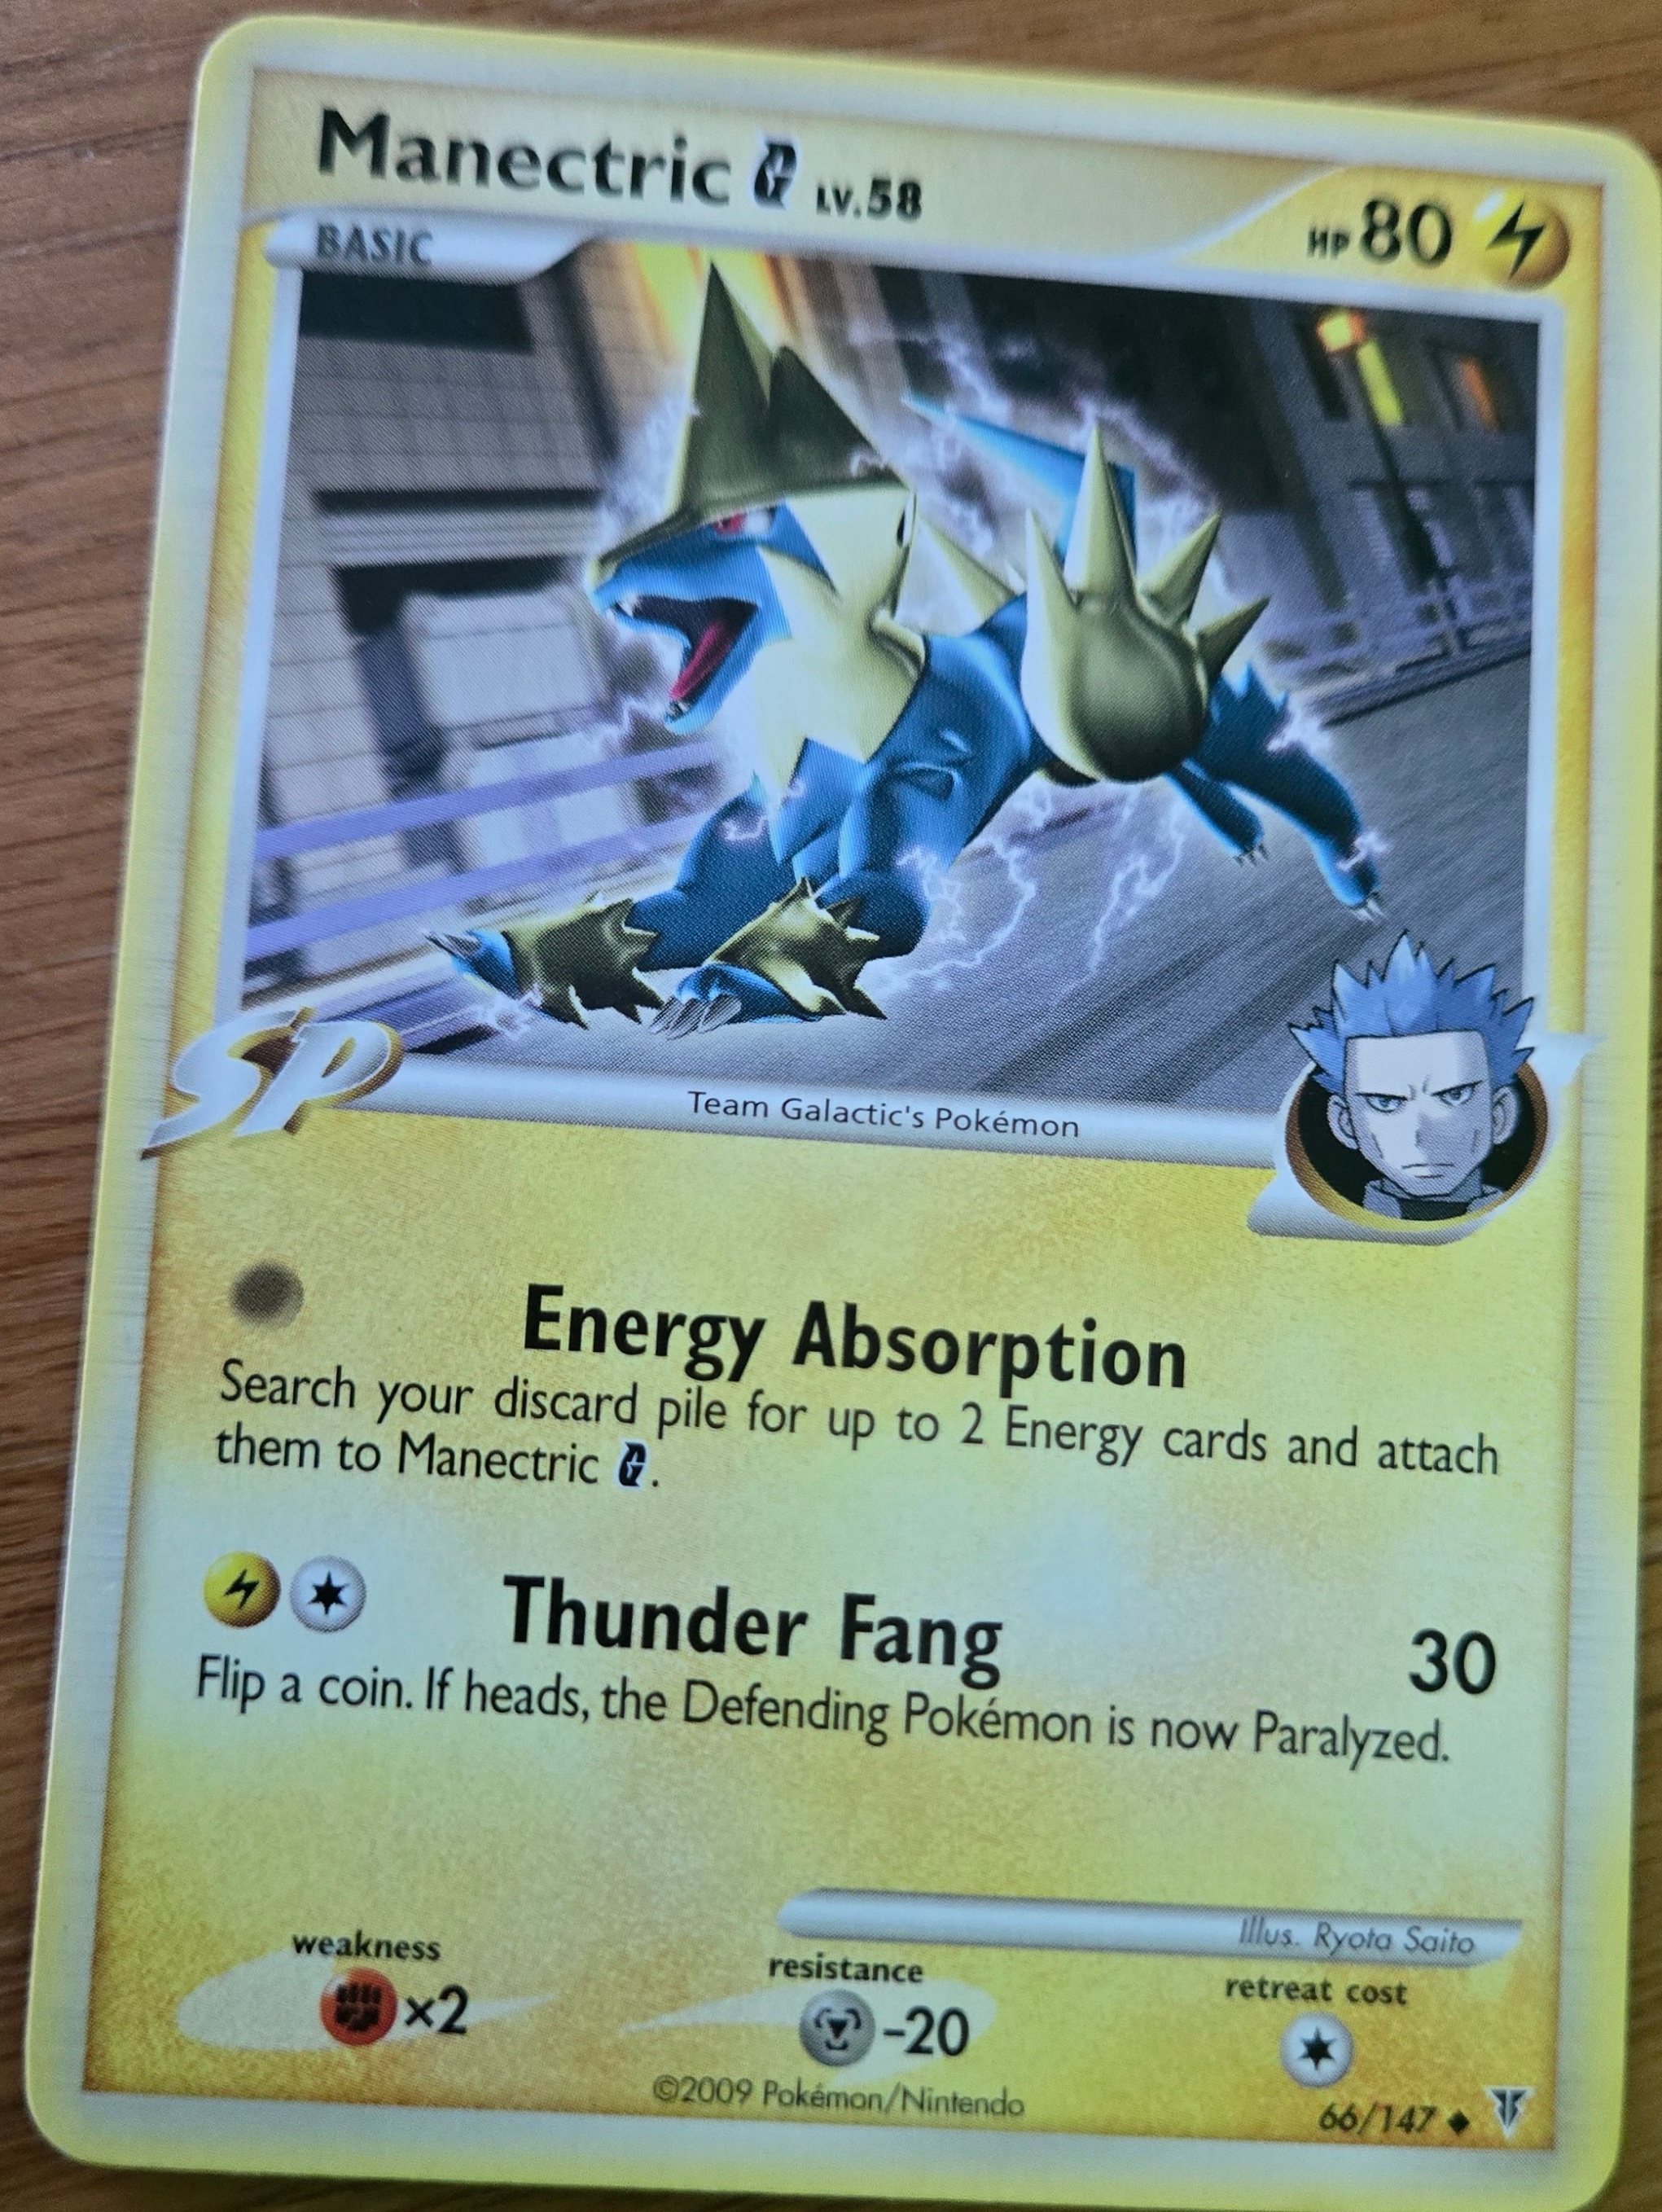 Manectric G LV.58
HP 80
BASIC
SP
Team Galactic's Pokémon
Energy Absorption
Search your discard pile for up to 2 Energy cards and attach
them to Manectric G.
Thunder Fang 30
Flip a coin. If heads, the Defending Pokémon is now Paralyzed.
Illus. Ryota Saito
weakness resistance retreat cost
×2 -20
©2009 Pokémon/Nintendo
66/147